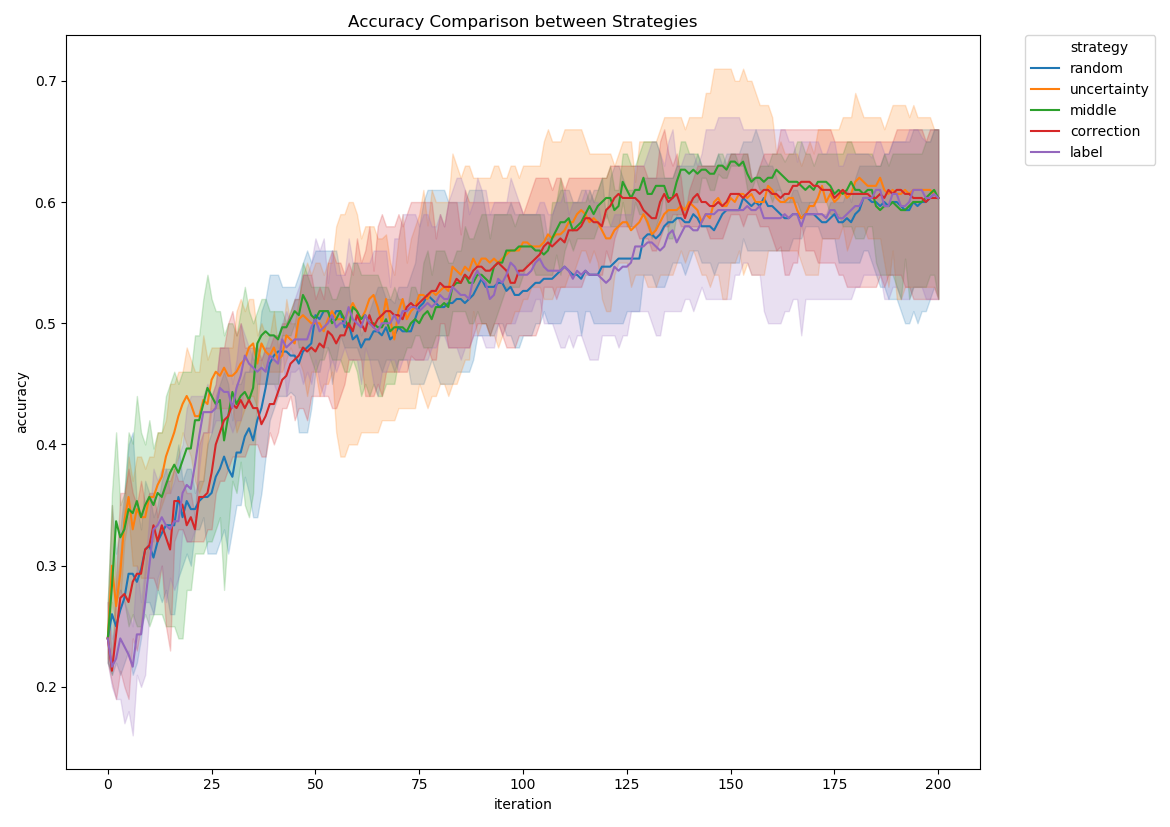 Accuracy Comparison between Strategies
strategy
random
uncertainty
middle
correction
label
0.7
0.6
0.5
0.4
0.3
0.2
accuracy
0 25 50 75 100 125 150 175 200
iteration